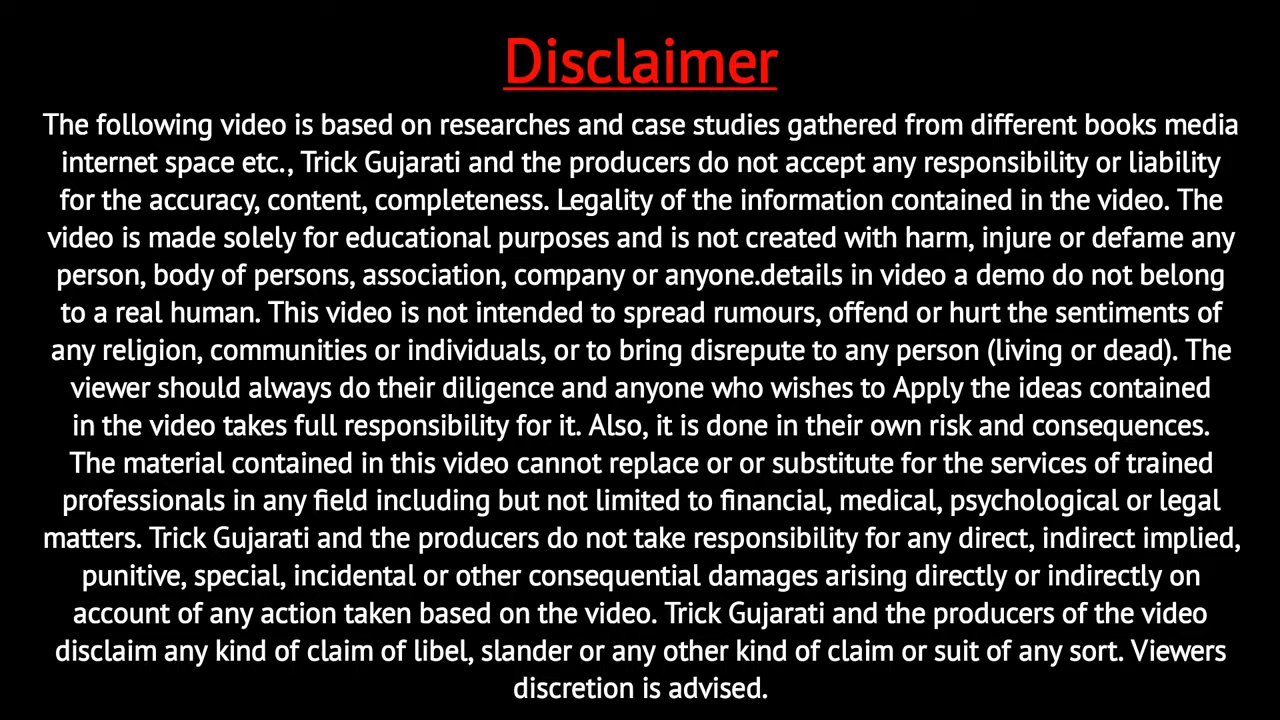 Disclaimer
The following video is based on researches and case studies gathered from different books media
internet space etc., Trick Gujarati and the producers do not accept any responsibility or liability
for the accuracy, content, completeness. Legality of the information contained in the video. The
video is made solely for educational purposes and is not created with harm, injure or defame any
person, body of persons, association, company or anyone.details in video a demo do not belong
to a real human. This video is not intended to spread rumours, offend or hurt the sentiments of
any religion, communities or individuals, or to bring disrepute to any person (living or dead). The
viewer should always do their diligence and anyone who wishes to Apply the ideas contained
in the video takes full responsibility for it. Also, it is done in their own risk and consequences.
The material contained in this video cannot replace or or substitute for the services of trained
professionals in any field including but not limited to financial, medical, psychological or legal
matters. Trick Gujarati and the producers do not take responsibility for any direct, indirect implied,
punitive, special, incidental or other consequential damages arising directly or indirectly on
account of any action taken based on the video. Trick Gujarati and the producers of the video
disclaim any kind of claim of libel, slander or any other kind of claim or suit of any sort. Viewers
discretion is advised.